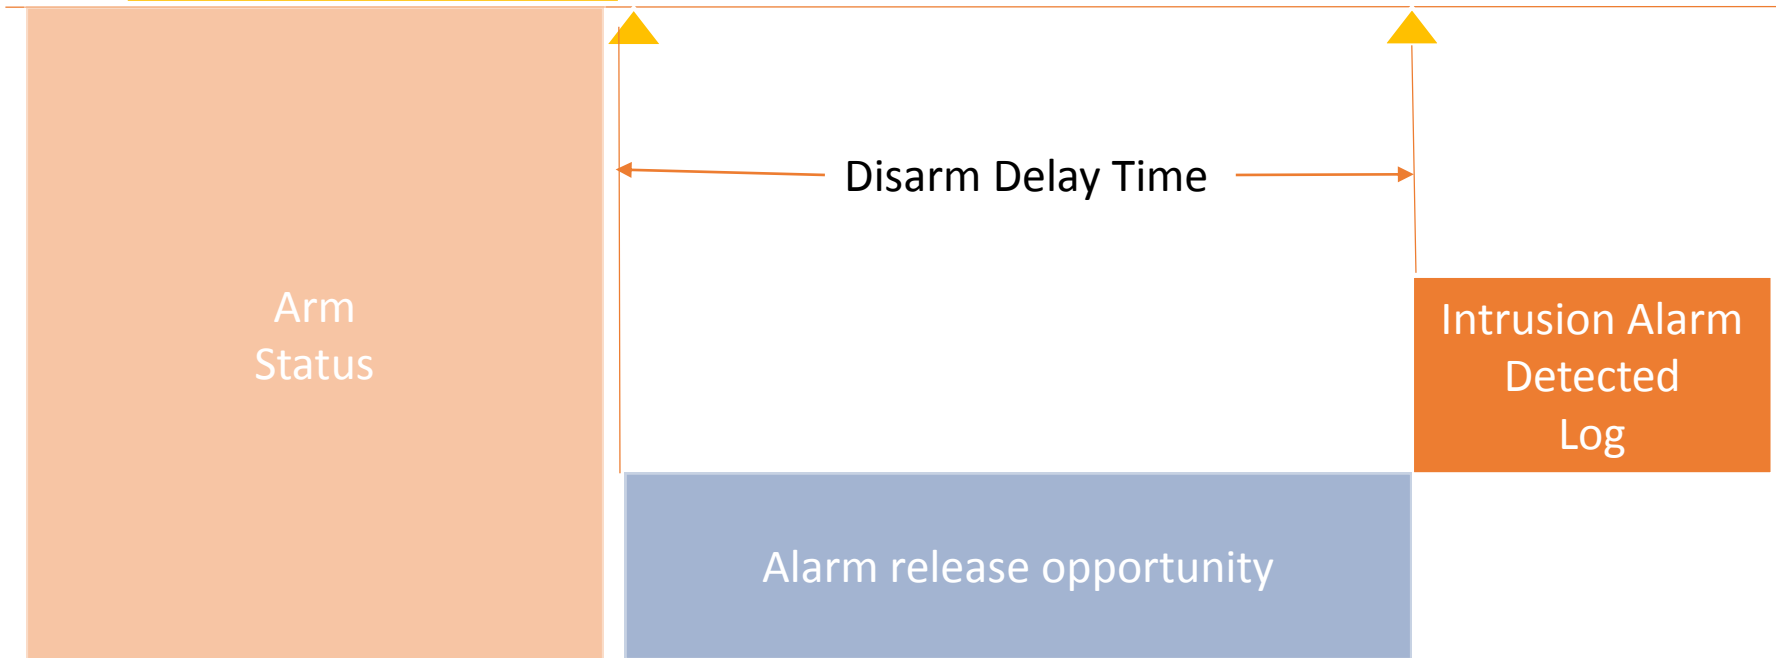 Disarm Delay Time
Arm
Status
Intrusion Alarm
Detected
Log
Alarm release opportunity